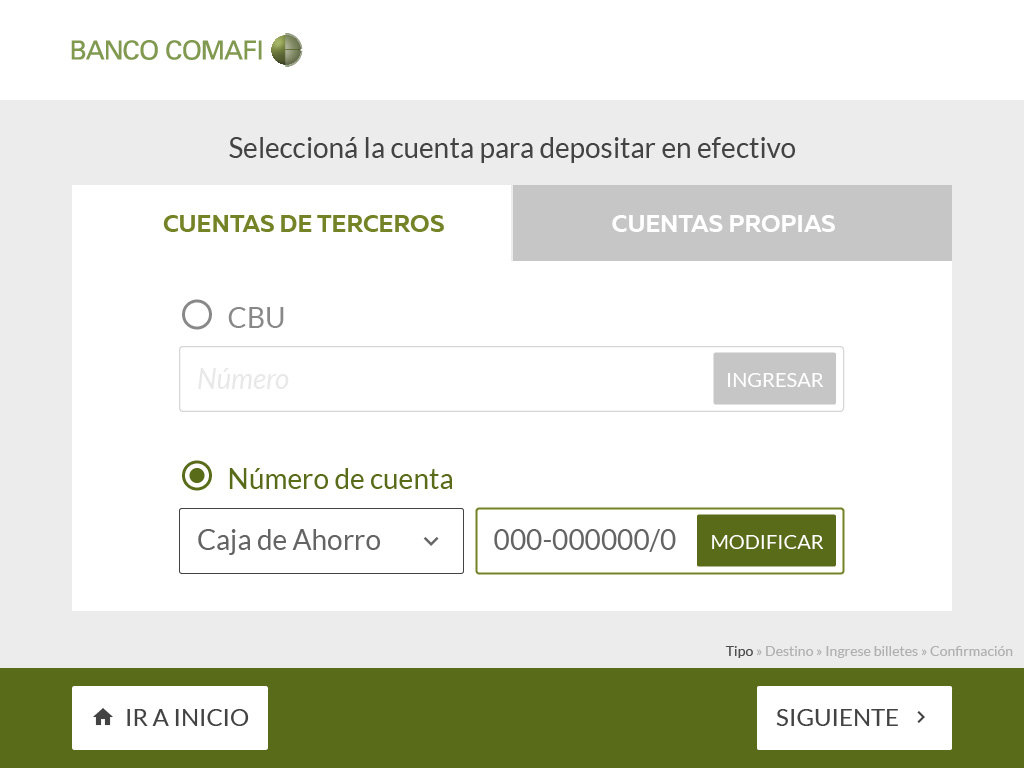 BANCO COMAFI
Seleccioná la cuenta para depositar en efectivo
CUENTAS DE TERCEROS
CUENTAS PROPIAS
CBU
Número
INGRESAR
Número de cuenta
Caja de Ahorro
000-000000/0
MODIFICAR
Tipo » Destino » Ingrese billetes » Confirmación
IR A INICIO
SIGUIENTE